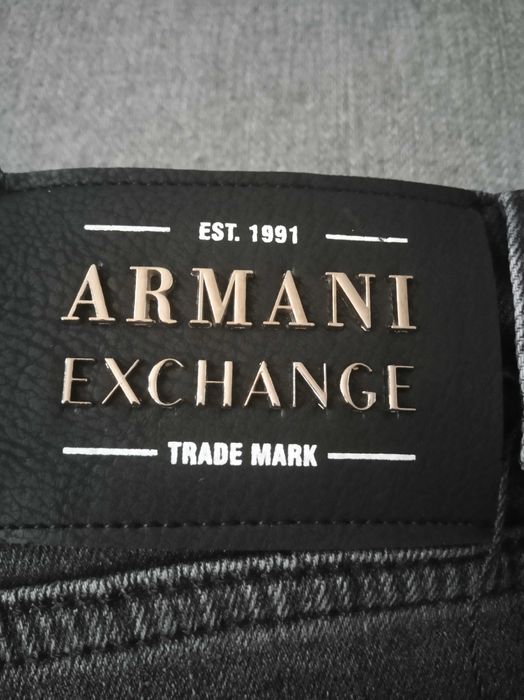 EST. 1991
ARMANI
EXCHANGE
TRADE MARK